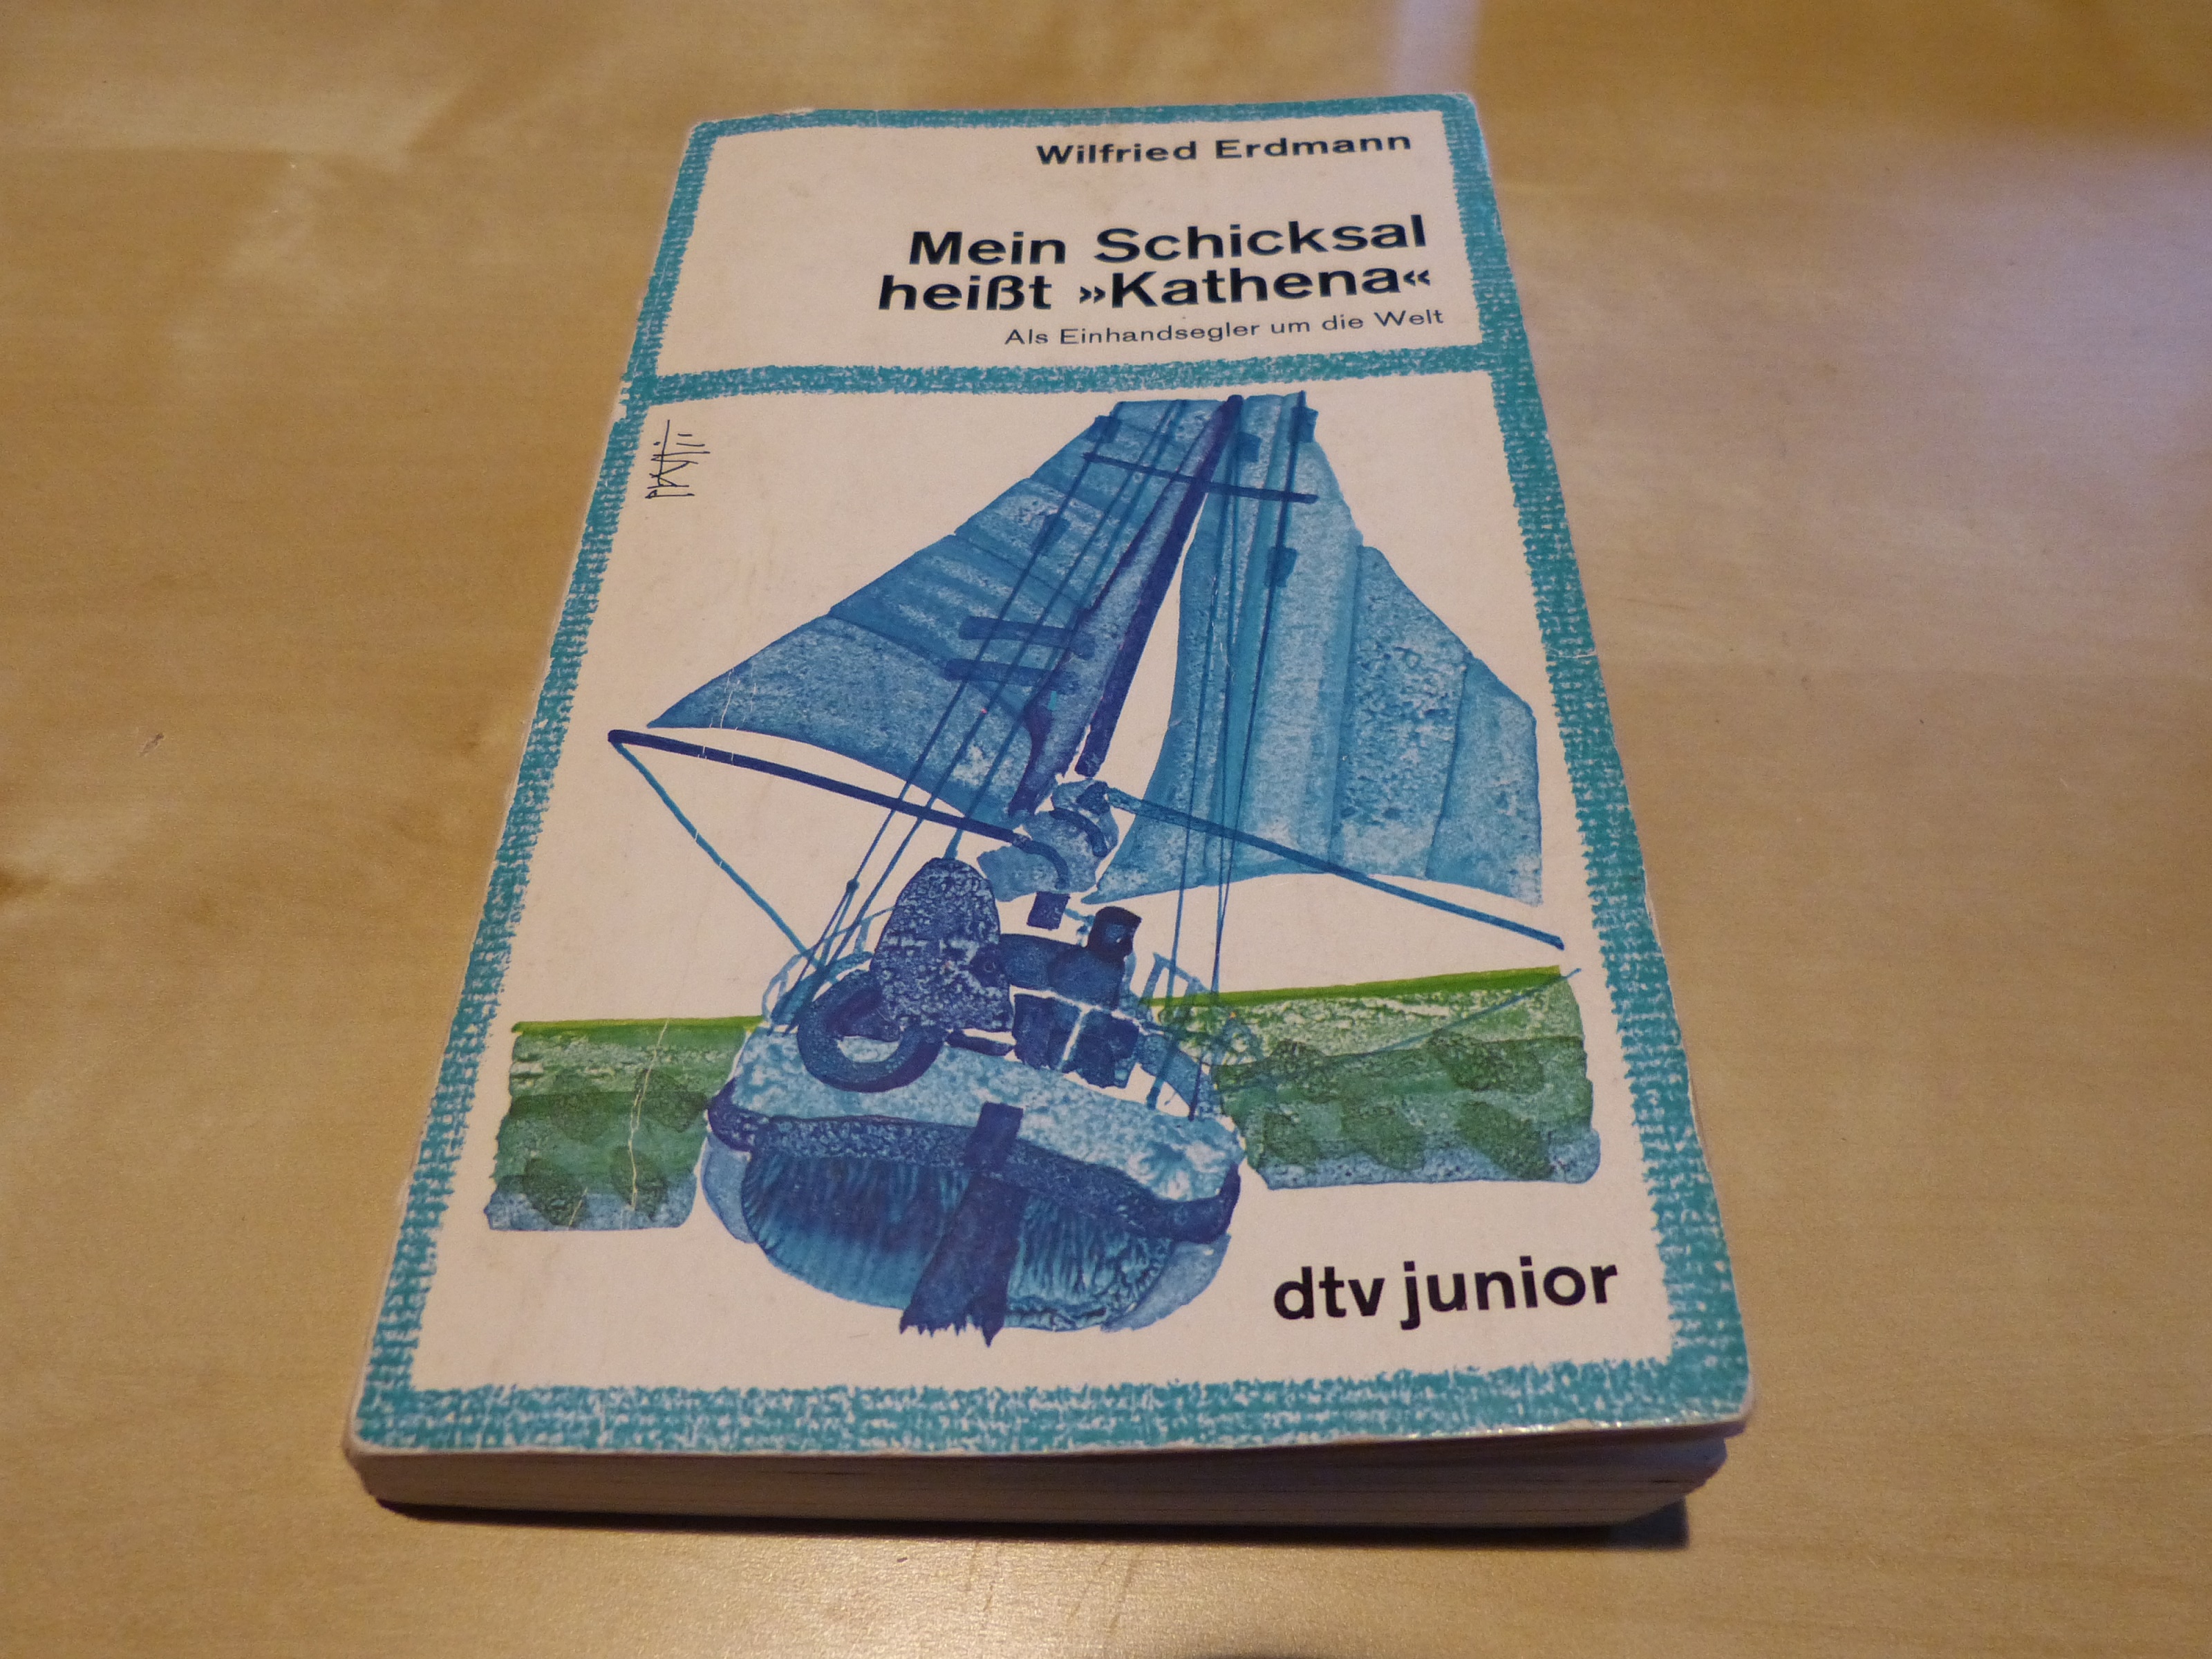 Wilfried Erdmann
Mein Schicksal
heißt »Kathena«
Als Einhandsegler um die Welt
dtv junior